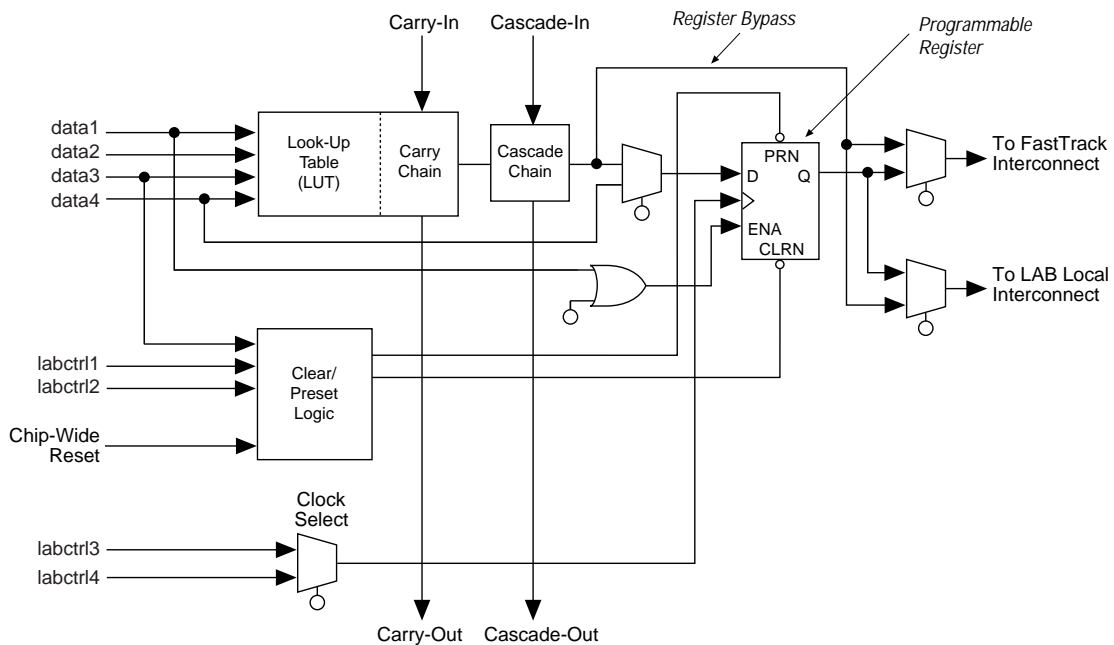 Carry-In
Cascade-In
Register Bypass
Programmable
Register
data1
data2
data3
data4
Look-Up
Table
(LUT)
Carry
Chain
Cascade
Chain
PRN
D
Q
ENA
CLRN
To FastTrack
Interconnect
To LAB Local
Interconnect
labctrl1
labctrl2
Clear/
Preset
Logic
Chip-Wide
Reset
Clock
Select
labctrl3
labctrl4
Carry-Out
Cascade-Out